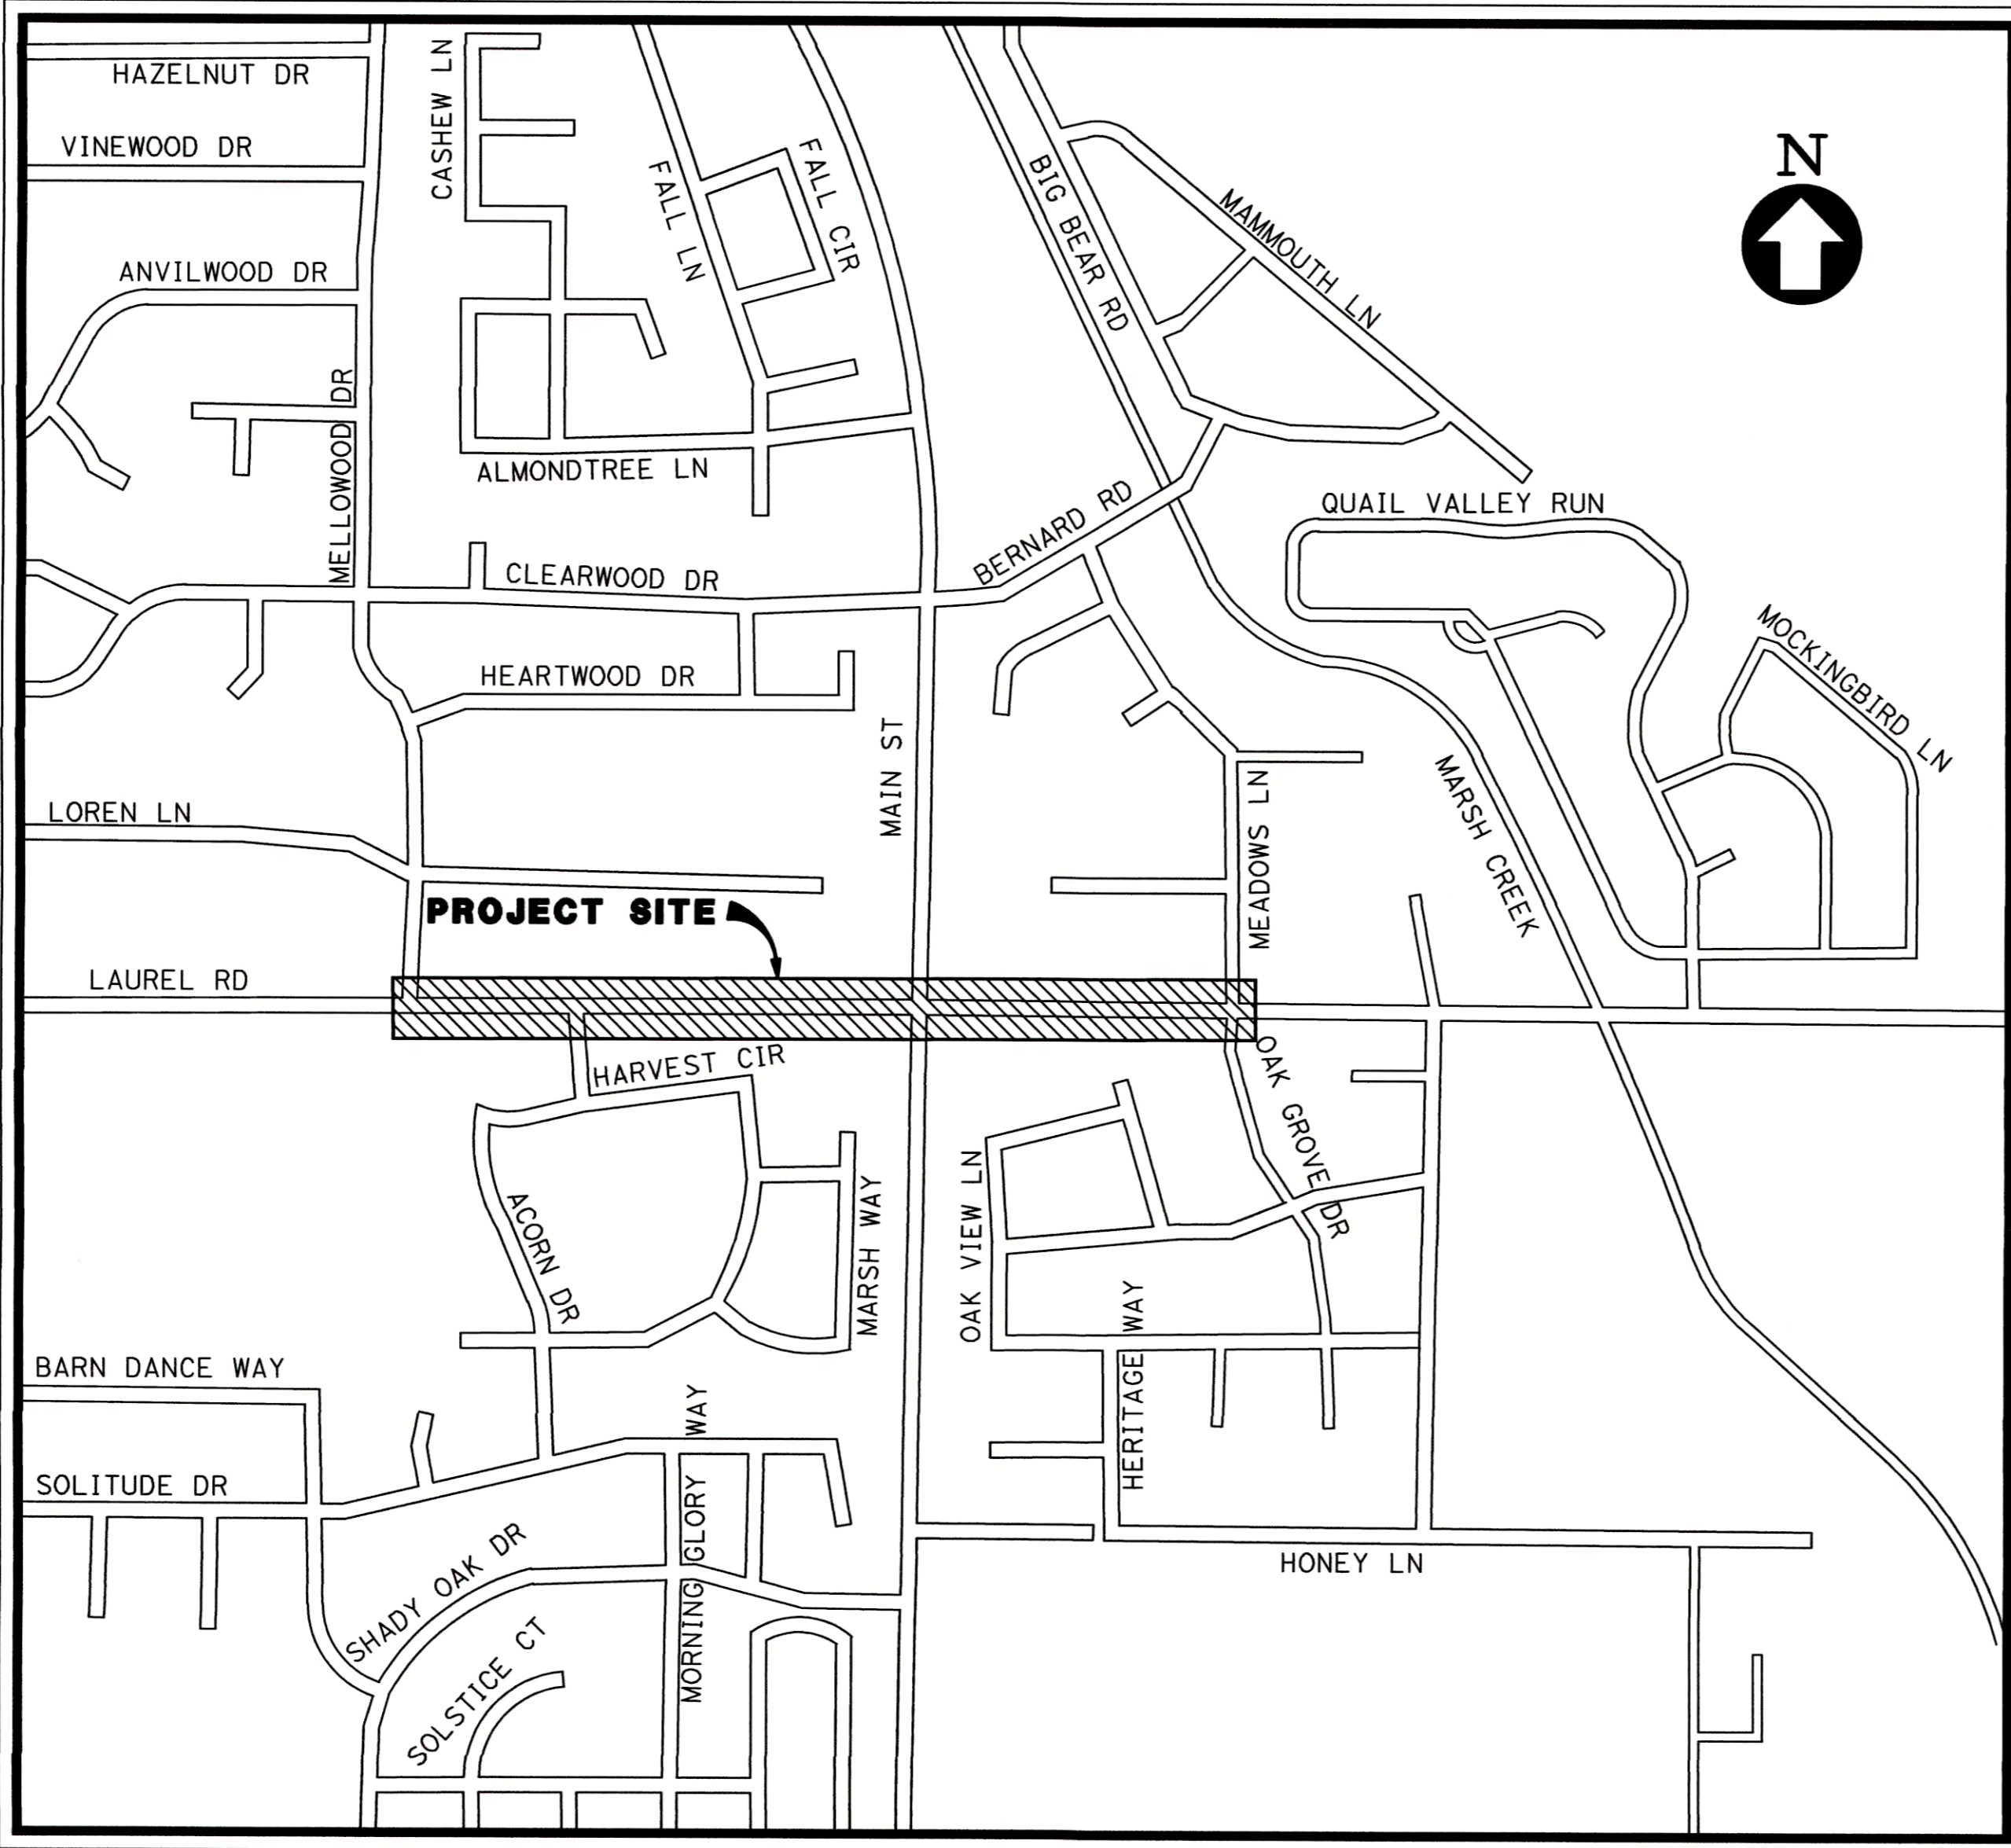 HAZELNUT DR
CASHEW LN
VINEWOOD DR
FALL LN
FALL CIR
BIG BEAR RD
MAMMOUTH LN
N
ANVILWOOD DR
MELLOWOOD DR
ALMONDTREE LN
BERNARD RD
QUAIL VALLEY RUN
CLEARWOOD DR
HEARTWOOD DR
MOCKINGBIRD LN
MAIN ST
MEADOWS LN
MARSH CREEK
LOREN LN
PROJECT SITE
LAUREL RD
HARVEST CIR
OAK GROVE DR
ACORN DR
MARSH WAY
OAK VIEW LN
HERITAGE WAY
BARN DANCE WAY
SOLITUDE DR
MORNING GLORY WAY
SHADY OAK DR
HONEY LN
SOLSTICE CT